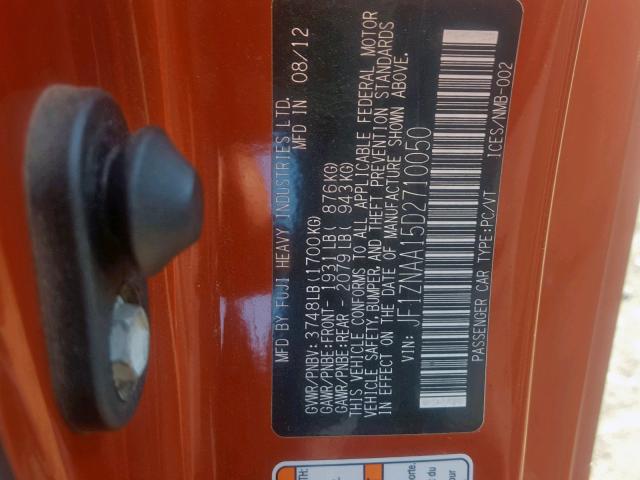 MFD BY FUJI HEAVY INDUSTRIES LTD. MFD IN 08/12
GVWR/PNBV: 3748LB(1700KG)
GAWR/PNBE:FRONT- 1931LB( 876KG)
GAWR/PNBE:REAR - 2079LB( 943KG)
THIS VEHICLE CONFORMS TO ALL APPLICABLE FEDERAL MOTOR
VEHICLE SAFETY, BUMPER, AND THEFT PREVENTION STANDARDS
IN EFFECT ON THE DATE OF MANUFACTURE SHOWN ABOVE.
VIN: JF1ZNAA15D2710050
PASSENGER CAR TYPE:PC/VT ICES/NMB-002
TH:
porte.
du